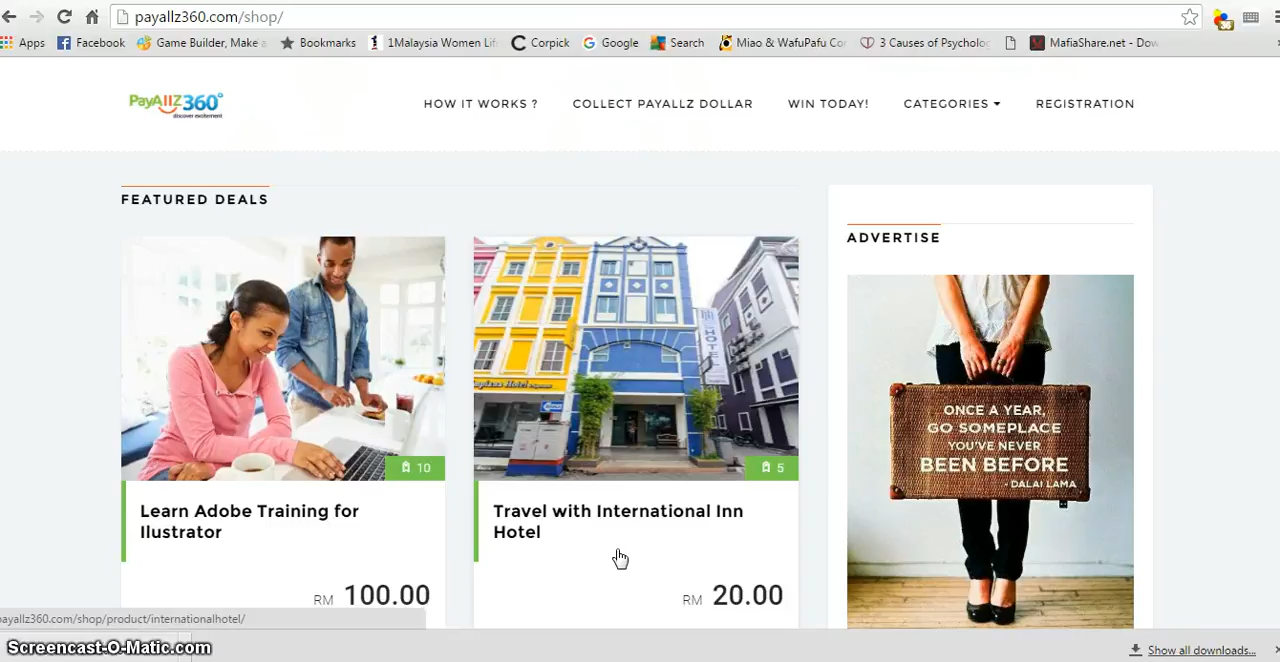 payallz360.com/shop/
Apps Facebook Game Builder, Make a Bookmarks 1Malaysia Women Lif Corpick Google Search Miao & WafuPafu Co 3 Causes of Psycholog MafiaShare.net - Dow
PayAllZ360°
discover excitement
HOW IT WORKS ? COLLECT PAYALLZ DOLLAR WIN TODAY! CATEGORIES REGISTRATION
FEATURED DEALS
10
Learn Adobe Training for
Ilustrator
RM 100.00
HOTEL
5
Travel with International Inn
Hotel
RM 20.00
ADVERTISE
ONCE A YEAR,
GO SOMEPLACE
YOU'VE NEVER
BEEN BEFORE
- DALAI LAMA
payallz360.com/shop/product/internationalhotel/
Screencast-O-Matic.com
Show all downloads...